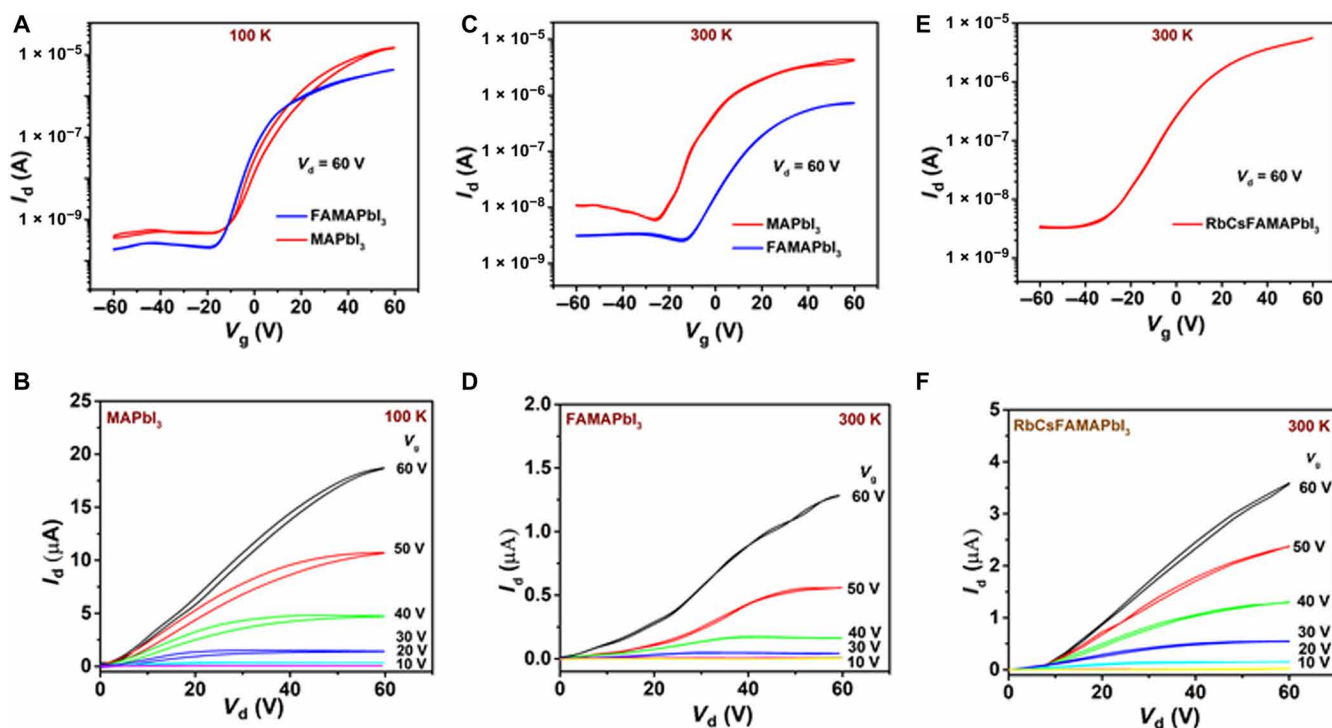 A
100 K
1 × 10⁻⁵
1 × 10⁻⁷
1 × 10⁻⁹
I_d (A)
V_d = 60 V
FAMAPbI₃
MAPbI₃
−60 −40 −20 0 20 40 60
V_g (V)
C
300 K
1 × 10⁻⁵
1 × 10⁻⁶
1 × 10⁻⁷
1 × 10⁻⁸
1 × 10⁻⁹
I_d (A)
V_d = 60 V
MAPbI₃
FAMAPbI₃
−60 −40 −20 0 20 40 60
V_g (V)
E
300 K
1 × 10⁻⁵
1 × 10⁻⁶
1 × 10⁻⁷
1 × 10⁻⁸
1 × 10⁻⁹
I_d (A)
V_d = 60 V
RbCsFAMAPbI₃
−60 −40 −20 0 20 40 60
V_g (V)
B
MAPbI₃ 100 K
25
20
15
10
5
0
I_d (μA)
V_g
60 V
50 V
40 V
30 V
20 V
10 V
0 20 40 60
V_d (V)
D
FAMAPbI₃ 300 K
2.0
1.5
1.0
0.5
0.0
I_d (μA)
V_g
60 V
50 V
40 V
30 V
10 V
0 20 40 60
V_d (V)
F
RbCsFAMAPbI₃ 300 K
5
4
3
2
1
0
I_d (μA)
V_g
60 V
50 V
40 V
30 V
20 V
10 V
0 20 40 60
V_d (V)